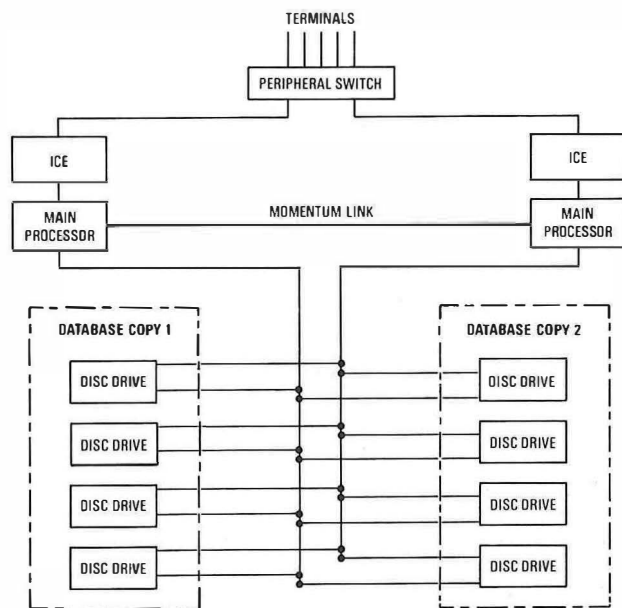 TERMINALS
PERIPHERAL SWITCH
ICE
ICE
MAIN
PROCESSOR
MOMENTUM LINK
MAIN
PROCESSOR
DATABASE COPY 1
DATABASE COPY 2
DISC DRIVE
DISC DRIVE
DISC DRIVE
DISC DRIVE
DISC DRIVE
DISC DRIVE
DISC DRIVE
DISC DRIVE